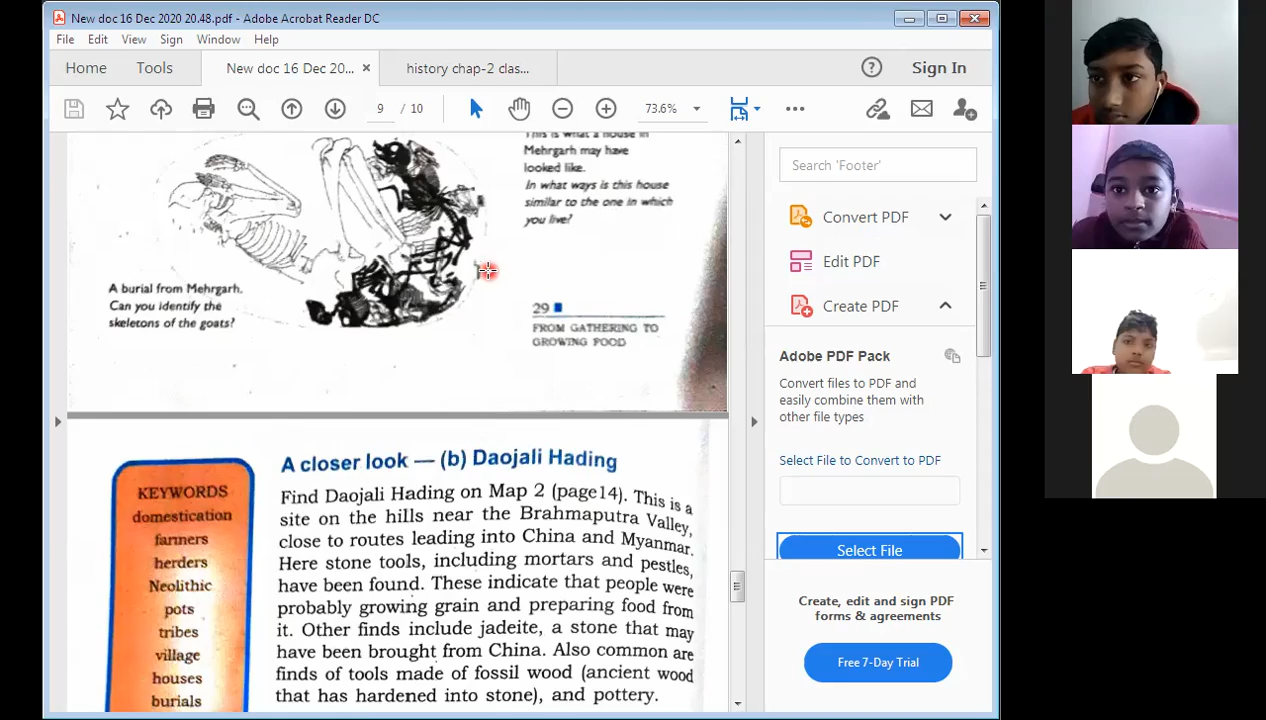 New doc 16 Dec 2020 20.48.pdf - Adobe Acrobat Reader DC
File Edit View Sign Window Help
Home Tools New doc 16 Dec 20... × history chap-2 clas... Sign In
9 / 10 73.6%
This is what a house in
Mehrgarh may have
looked like.
In what ways is this house
similar to the one in which
you live?
A burial from Mehrgarh.
Can you identify the
skeletons of the goats?
29
FROM GATHERING TO
GROWING FOOD
KEYWORDS
domestication
farmers
herders
Neolithic
pots
tribes
village
houses
burials
A closer look — (b) Daojali Hading
Find Daojali Hading on Map 2 (page14). This is a
site on the hills near the Brahmaputra Valley,
close to routes leading into China and Myanmar.
Here stone tools, including mortars and pestles,
have been found. These indicate that people were
probably growing grain and preparing food from
it. Other finds include jadeite, a stone that may
have been brought from China. Also common are
finds of tools made of fossil wood (ancient wood
that has hardened into stone), and pottery.
Search 'Footer'
Convert PDF
Edit PDF
Create PDF
Adobe PDF Pack
Convert files to PDF and
easily combine them with
other file types
Select File to Convert to PDF
Select File
Create, edit and sign PDF
forms & agreements
Free 7-Day Trial